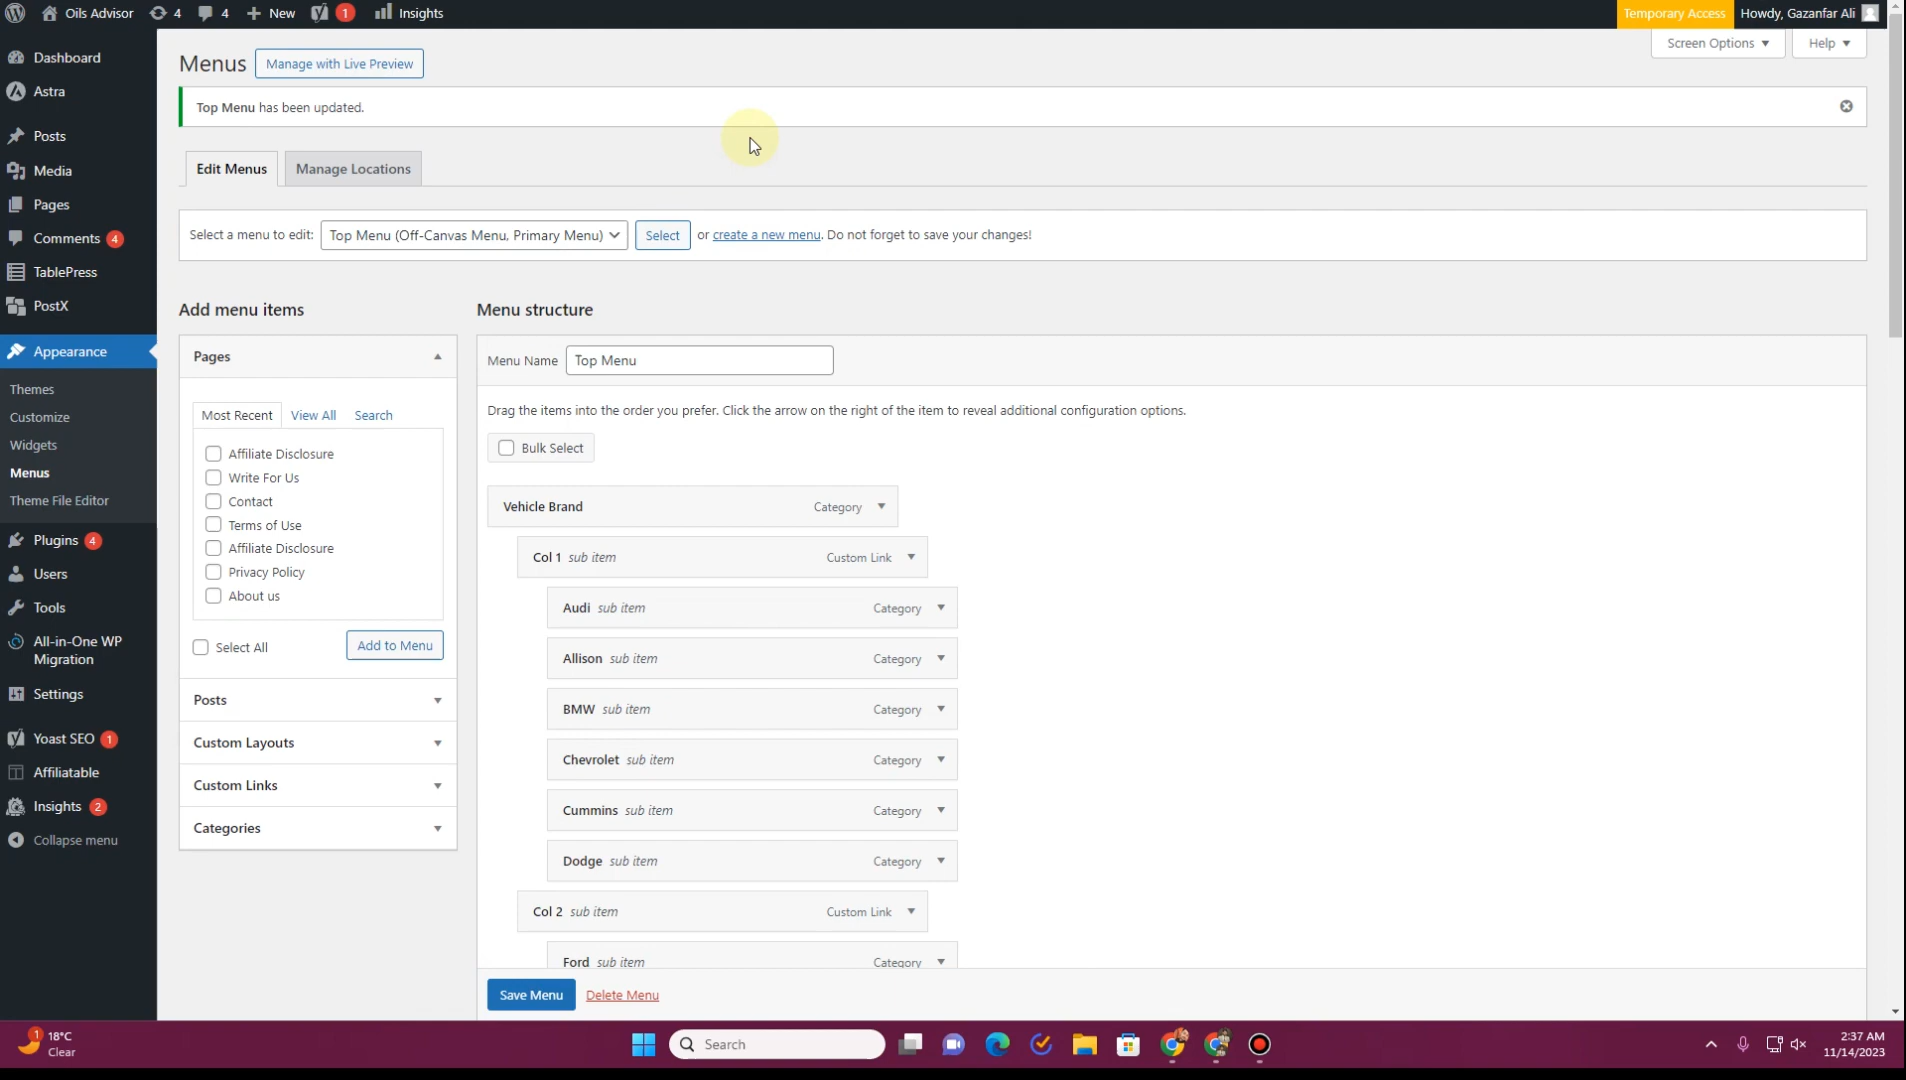 Oils Advisor 4 4 New 1 Insights Temporary Access Howdy, Gazanfar Ali
Screen Options Help
Menus Manage with Live Preview
Top Menu has been updated.
Edit Menus Manage Locations
Select a menu to edit: Top Menu (Off-Canvas Menu, Primary Menu) Select or create a new menu. Do not forget to save your changes!
Dashboard
Astra
Posts
Media
Pages
Comments 4
TablePress
PostX
Appearance
Themes
Customize
Widgets
Menus
Theme File Editor
Plugins 4
Users
Tools
All-in-One WP
Migration
Settings
Yoast SEO 1
Affiliatable
Insights 2
Collapse menu
Add menu items
Pages
Most Recent View All Search
Affiliate Disclosure
Write For Us
Contact
Terms of Use
Affiliate Disclosure
Privacy Policy
About us
Select All Add to Menu
Posts
Custom Layouts
Custom Links
Categories
Menu structure
Menu Name Top Menu
Drag the items into the order you prefer. Click the arrow on the right of the item to reveal additional configuration options.
Bulk Select
Vehicle Brand Category
Col 1 sub item Custom Link
Audi sub item Category
Allison sub item Category
BMW sub item Category
Chevrolet sub item Category
Cummins sub item Category
Dodge sub item Category
Col 2 sub item Custom Link
Ford sub item Category
Save Menu Delete Menu
1 18°C
Clear
Search
2:37 AM
11/14/2023